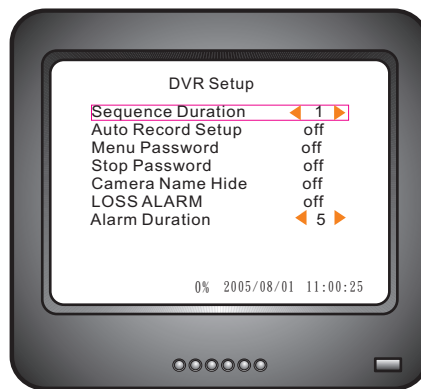 DVR Setup
Sequence Duration 1
Auto Record Setup off
Menu Password off
Stop Password off
Camera Name Hide off
LOSS ALARM off
Alarm Duration 5
0% 2005/08/01 11:00:25